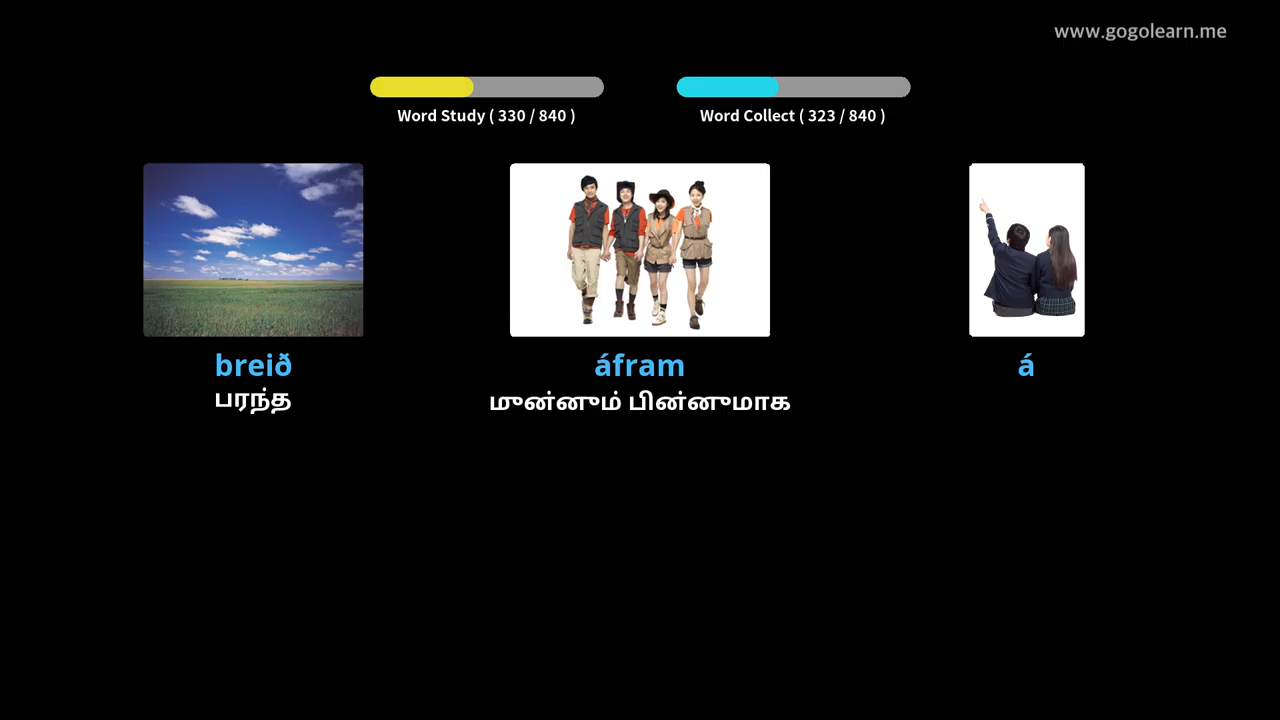 www.gogolearn.me
Word Study ( 330 / 840 )
Word Collect ( 323 / 840 )
breið
áfram
á
பரந்த
முன்னும் பின்னுமாக